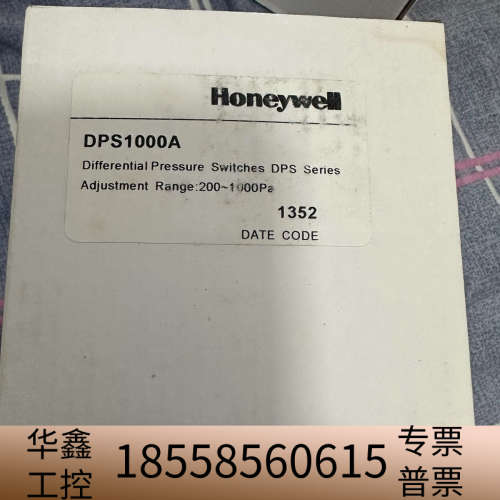 Honeywell
DPS1000A
Differential Pressure Switches DPS Series
Adjustment Range:200~1000Pa
1352
DATE CODE
华鑫 18558560615 专票
工控 普票